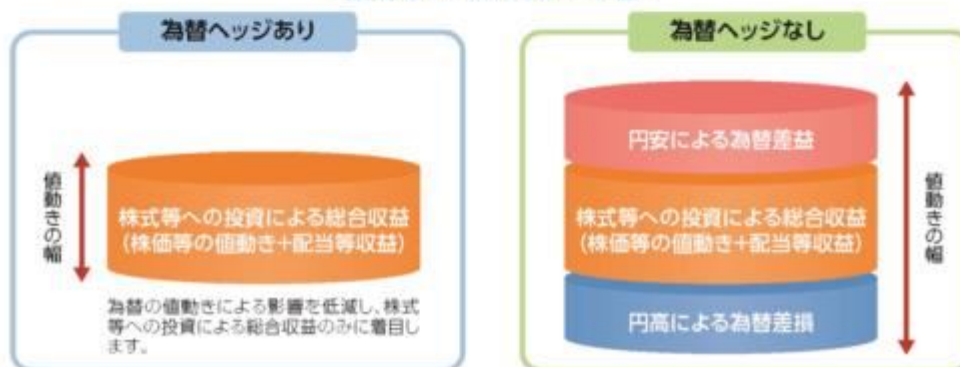 為替ヘッジあり
値動きの幅
株式等への投資による総合収益
(株価等の値動き+配当等収益)
為替の値動きによる影響を低減し、株式
等への投資による総合収益のみに着目し
ます。
為替ヘッジなし
円安による為替差益
株式等への投資による総合収益
(株価等の値動き+配当等収益)
円高による為替差損
値動きの幅